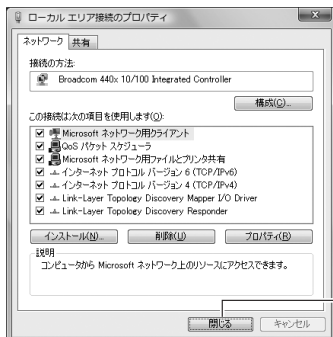 ローカル エリア接続のプロパティ
ネットワーク 共有
接続の方法:
Broadcom 440x 10/100 Integrated Controller
構成(C)...
この接続は次の項目を使用します(O):
Microsoft ネットワーク用クライアント
QoS パケット スケジューラ
Microsoft ネットワーク用ファイルとプリンタ共有
インターネット プロトコル バージョン 6 (TCP/IPv6)
インターネット プロトコル バージョン 4 (TCP/IPv4)
Link-Layer Topology Discovery Mapper I/O Driver
Link-Layer Topology Discovery Responder
インストール(N)... 削除(U) プロパティ(R)
説明
コンピュータから Microsoft ネットワーク上のリソースにアクセスできます。
閉じる キャンセル